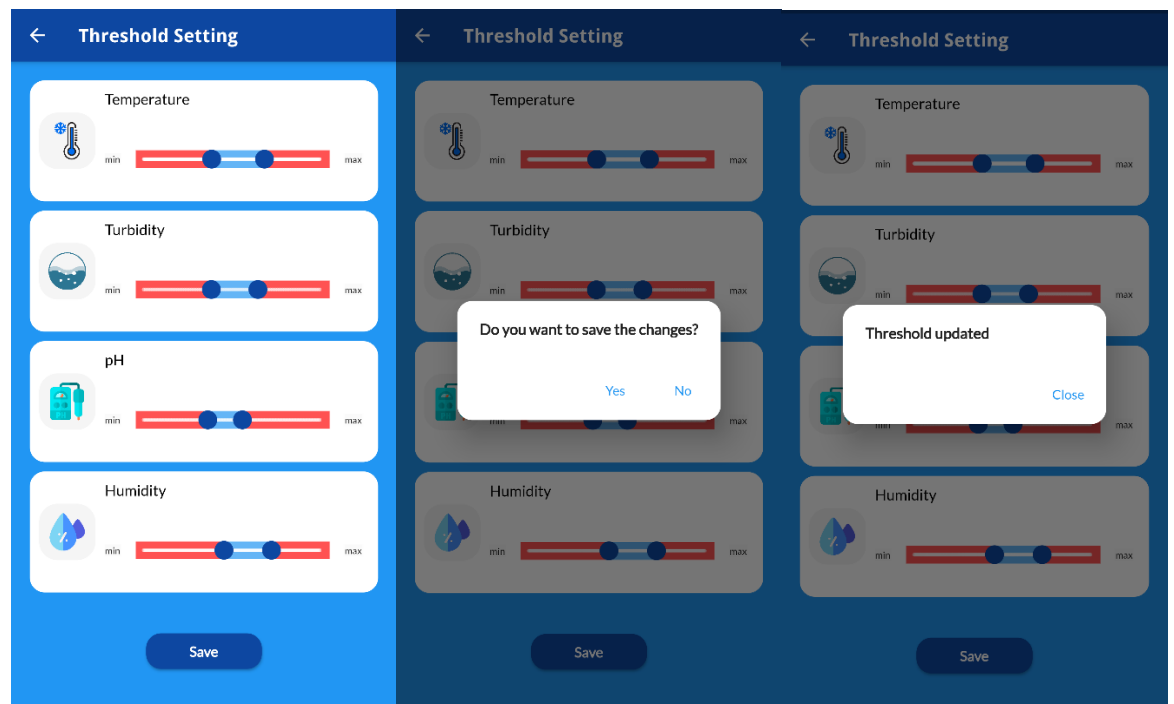 Threshold Setting
Temperature
min max
Turbidity
min max
pH
min max
Humidity
min max
Save
Threshold Setting
Temperature
min max
Turbidity
min max
Do you want to save the changes?
Yes No
min max
Humidity
min max
Save
Threshold Setting
Temperature
min max
Turbidity
min max
Threshold updated
Close
min max
Humidity
min max
Save